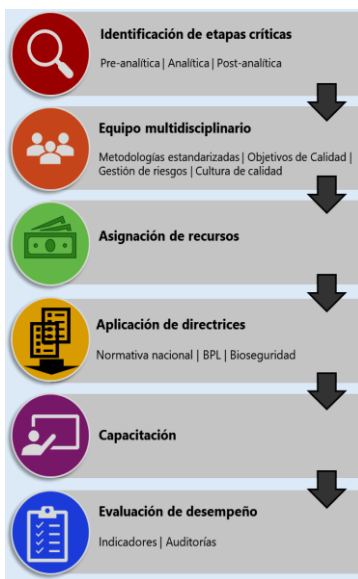 Identificación de etapas críticas
Pre-analítica | Analítica | Post-analítica
Equipo multidisciplinario
Metodologías estandarizadas | Objetivos de Calidad |
Gestión de riesgos | Cultura de calidad
Asignación de recursos
Aplicación de directrices
Normativa nacional | BPL | Bioseguridad
Capacitación
Evaluación de desempeño
Indicadores | Auditorías